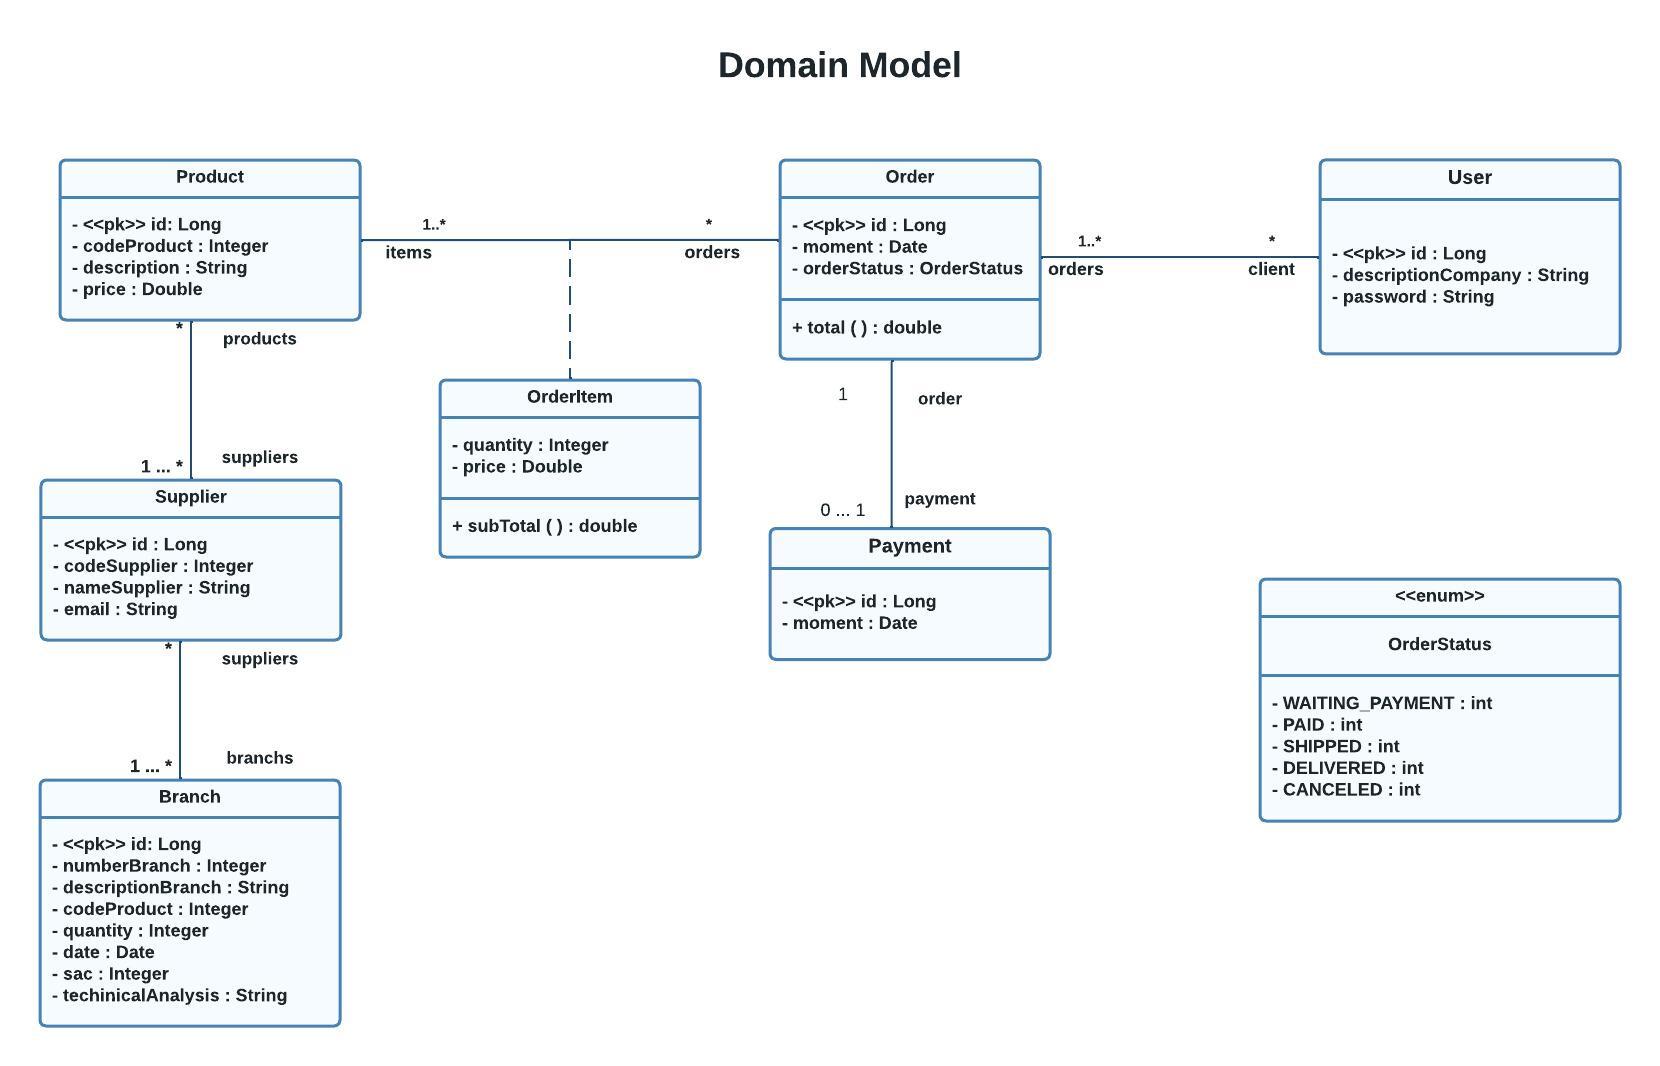 Domain Model
Product
- <<pk>> id: Long
- codeProduct : Integer
- description : String
- price : Double
1..*
items
*
orders
Order
- <<pk>> id : Long
- moment : Date
- orderStatus : OrderStatus
+ total ( ) : double
1..*
orders
*
client
User
- <<pk>> id : Long
- descriptionCompany : String
- password : String
*
products
1 ... *
suppliers
OrderItem
- quantity : Integer
- price : Double
+ subTotal ( ) : double
1
order
0 ... 1
payment
Supplier
- <<pk>> id : Long
- codeSupplier : Integer
- nameSupplier : String
- email : String
Payment
- <<pk>> id : Long
- moment : Date
<<enum>>
OrderStatus
- WAITING_PAYMENT : int
- PAID : int
- SHIPPED : int
- DELIVERED : int
- CANCELED : int
*
suppliers
1 ... *
branchs
Branch
- <<pk>> id: Long
- numberBranch : Integer
- descriptionBranch : String
- codeProduct : Integer
- quantity : Integer
- date : Date
- sac : Integer
- techinicalAnalysis : String